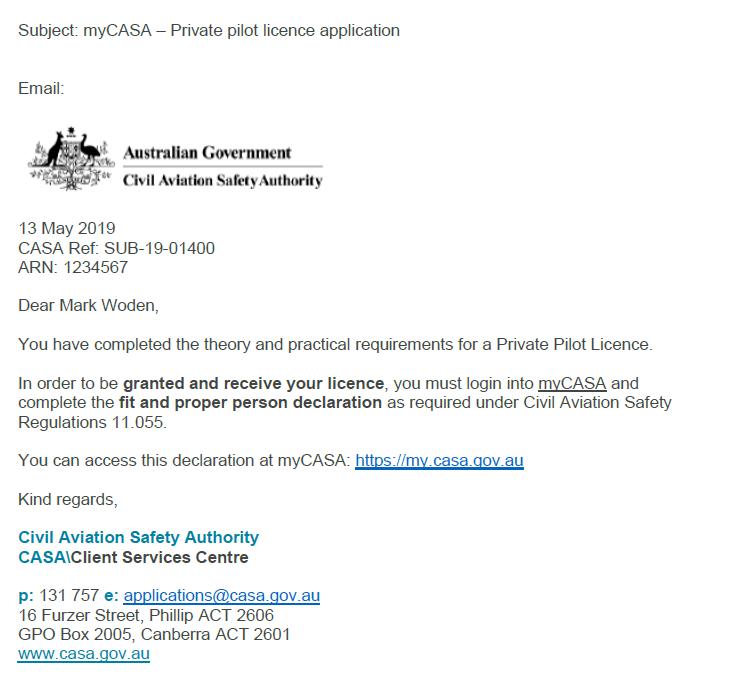 Subject: myCASA – Private pilot licence application
Email:
Australian Government
Civil Aviation Safety Authority
13 May 2019
CASA Ref: SUB-19-01400
ARN: 1234567
Dear Mark Woden,
You have completed the theory and practical requirements for a Private Pilot Licence.
In order to be granted and receive your licence, you must login into myCASA and
complete the fit and proper person declaration as required under Civil Aviation Safety
Regulations 11.055.
You can access this declaration at myCASA: https://my.casa.gov.au
Kind regards,
Civil Aviation Safety Authority
CASA\Client Services Centre
p: 131 757 e: applications@casa.gov.au
16 Furzer Street, Phillip ACT 2606
GPO Box 2005, Canberra ACT 2601
www.casa.gov.au